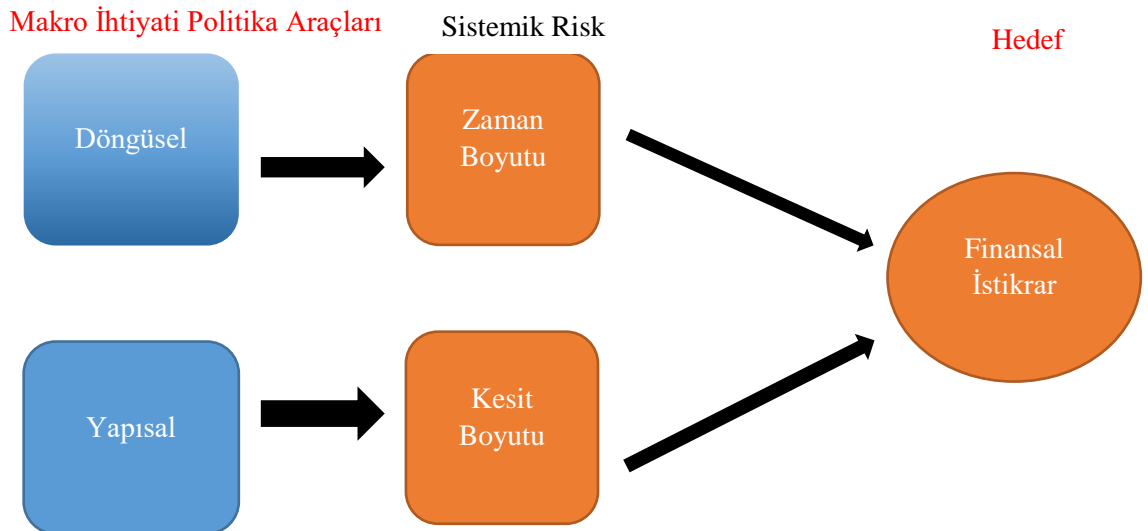 Makro İhtiyati Politika Araçları
Sistemik Risk
Hedef
Döngüsel
Zaman
Boyutu
Finansal
İstikrar
Yapısal
Kesit
Boyutu